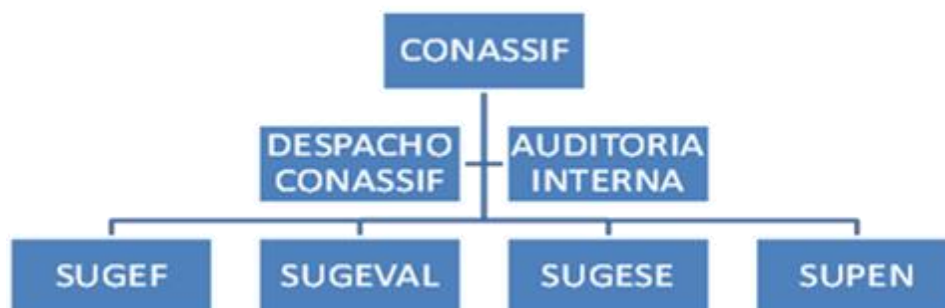 CONASSIF
DESPACHO
CONASSIF
AUDITORIA
INTERNA
SUGEF
SUGEVAL
SUGESE
SUPEN